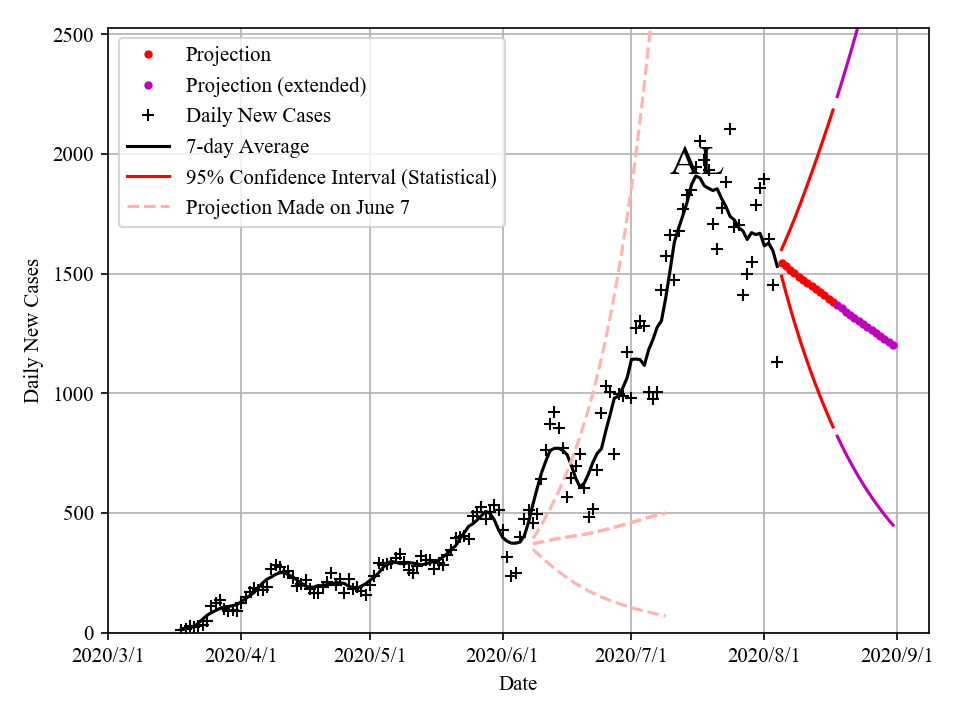 2500
2000
1500
1000
500
0
Daily New Cases
Projection
Projection (extended)
Daily New Cases
7-day Average
95% Confidence Interval (Statistical)
Projection Made on June 7
AL
2020/3/1 2020/4/1 2020/5/1 2020/6/1 2020/7/1 2020/8/1 2020/9/1
Date